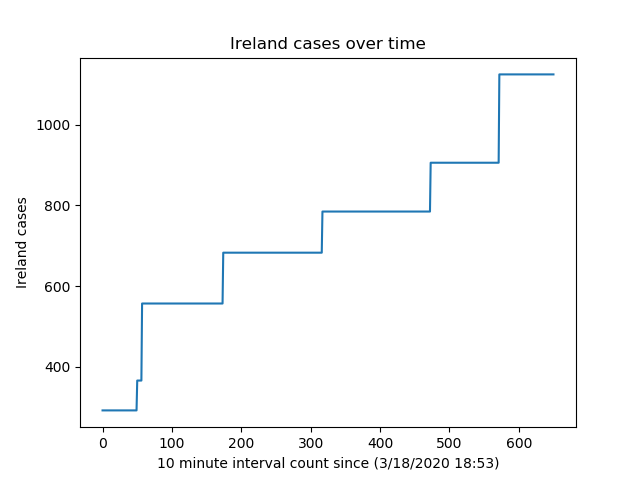 Ireland cases over time
Ireland cases
1000
800
600
400
0 100 200 300 400 500 600
10 minute interval count since (3/18/2020 18:53)